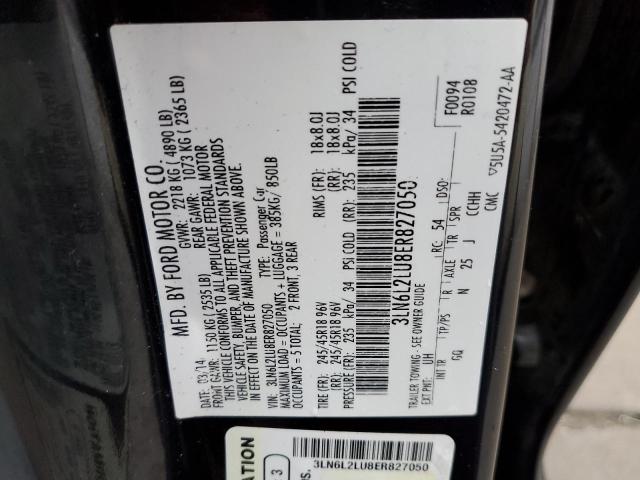 MFD. BY FORD MOTOR CO.
DATE: 03/14 GVWR: 2218 KG ( 4890 LB)
FRONT GAWR: 1150 KG ( 2535 LB) REAR GAWR: 1073 KG ( 2365 LB)
THIS VEHICLE CONFORMS TO ALL APPLICABLE FEDERAL MOTOR
VEHICLE SAFETY, BUMPER, AND THEFT PREVENTION STANDARDS
IN EFFECT ON THE DATE OF MANUFACTURE SHOWN ABOVE.
VIN: 3LN6L2LU8ER827050 TYPE: Passenger Car
MAXIMUM LOAD = OCCUPANTS + LUGGAGE = 385KG/ 850LB
OCCUPANTS = 5 TOTAL: 2 FRONT, 3 REAR
TIRE (FR): 245/45R18 96V RIMS (FR): 18x8.0J
TIRE (RR): 245/45R18 96V (RR): 18x8.0J
PRESSURE (FR): 235 kPa/ 34 PSI COLD (RR): 235 kPa/ 34 PSI COLD
3LN6L2LU8ER827050
TRAILER TOWING - SEE OWNER GUIDE
F0094
R0108
EXT PNT: UH RC: 54 DSO:
INT TR TP/PS R AXLE TR SPR
GQ N 25 J CCHH
CMC ▽5U5A-5420472-AA
ATION
3
3LN6L2LU8ER827050